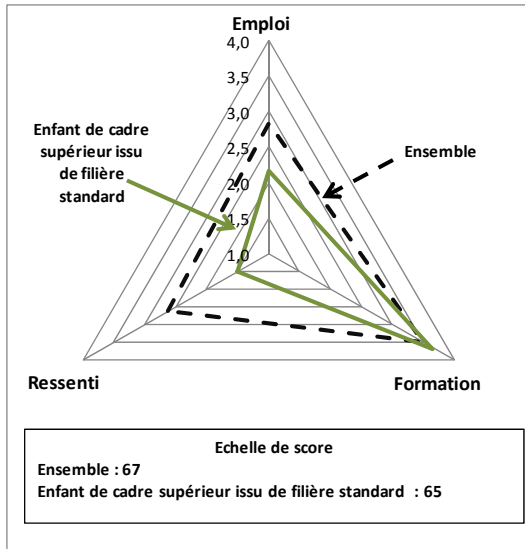 Emploi
4,0
3,5
3,0
2,5
2,0
1,5
1,0
Enfant de cadre
supérieur issu
de filière
standard
Ensemble
Ressenti
Formation
Echelle de score
Ensemble : 67
Enfant de cadre supérieur issu de filière standard : 65